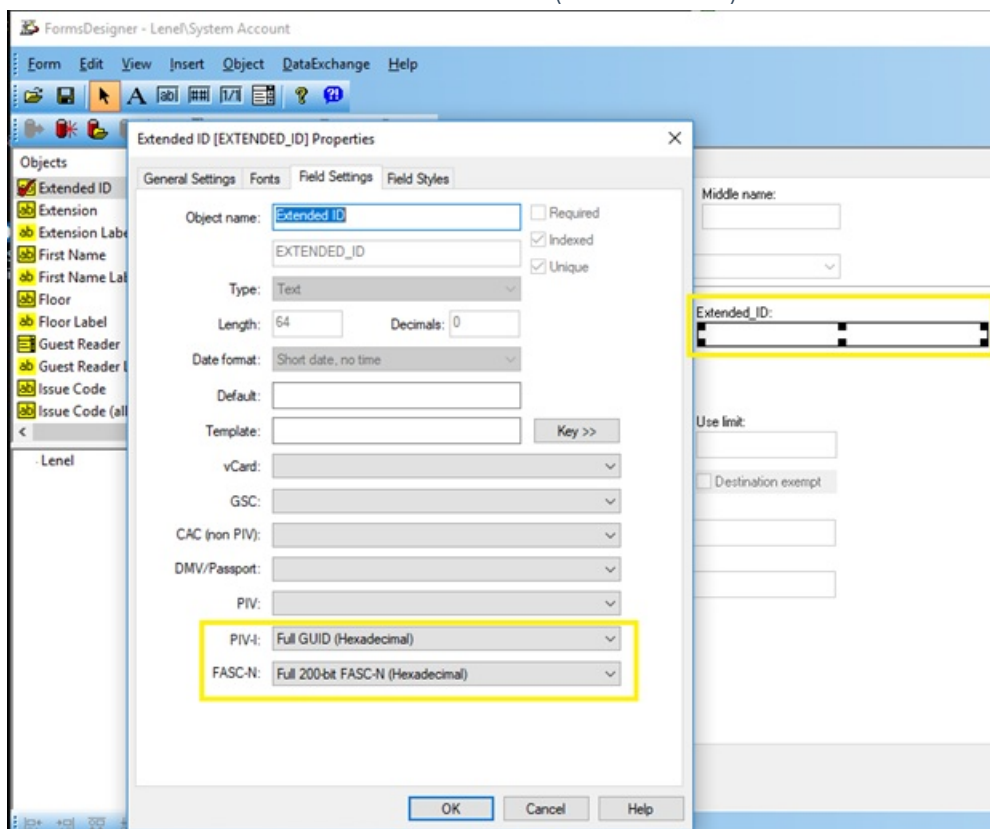 FormsDesigner - Lenel\System Account
Form Edit View Insert Object DataExchange Help
Extended ID [EXTENDED_ID] Properties
General Settings Fonts Field Settings Field Styles
Objects
Extended ID
Extension
Extension Labe
First Name
First Name Lab
Floor
Floor Label
Guest Reader
Guest Reader
Issue Code
Issue Code (all
Lenel
Object name: Extended ID
EXTENDED_ID
Required
Indexed
Unique
Type: Text
Length: 64 Decimals: 0
Date format: Short date, no time
Default:
Template: Key >>
vCard:
GSC:
CAC (non PIV):
DMV/Passport:
PIV:
PIV-I: Full GUID (Hexadecimal)
FASC-N: Full 200-bit FASC-N (Hexadecimal)
OK Cancel Help
Middle name:
Extended_ID:
Use limit:
Destination exempt